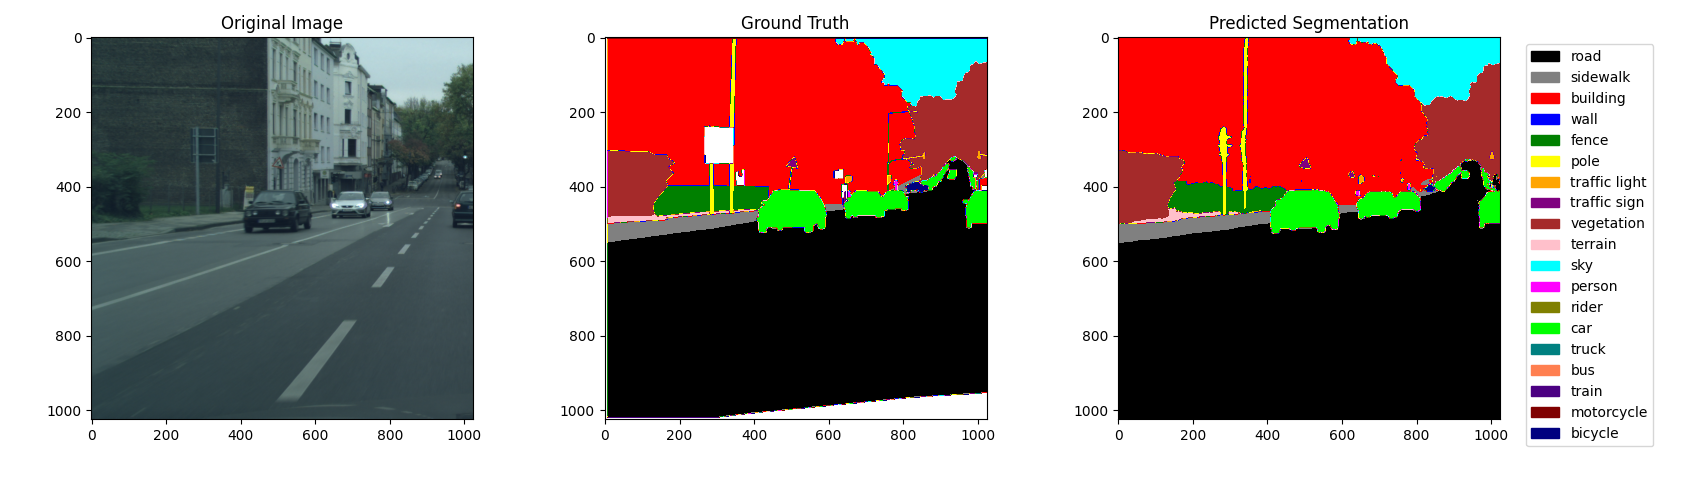 Original Image
0
200
400
600
800
1000
0 200 400 600 800 1000
Ground Truth
0
200
400
600
800
1000
0 200 400 600 800 1000
Predicted Segmentation
0
200
400
600
800
1000
0 200 400 600 800 1000
road
sidewalk
building
wall
fence
pole
traffic light
traffic sign
vegetation
terrain
sky
person
rider
car
truck
bus
train
motorcycle
bicycle